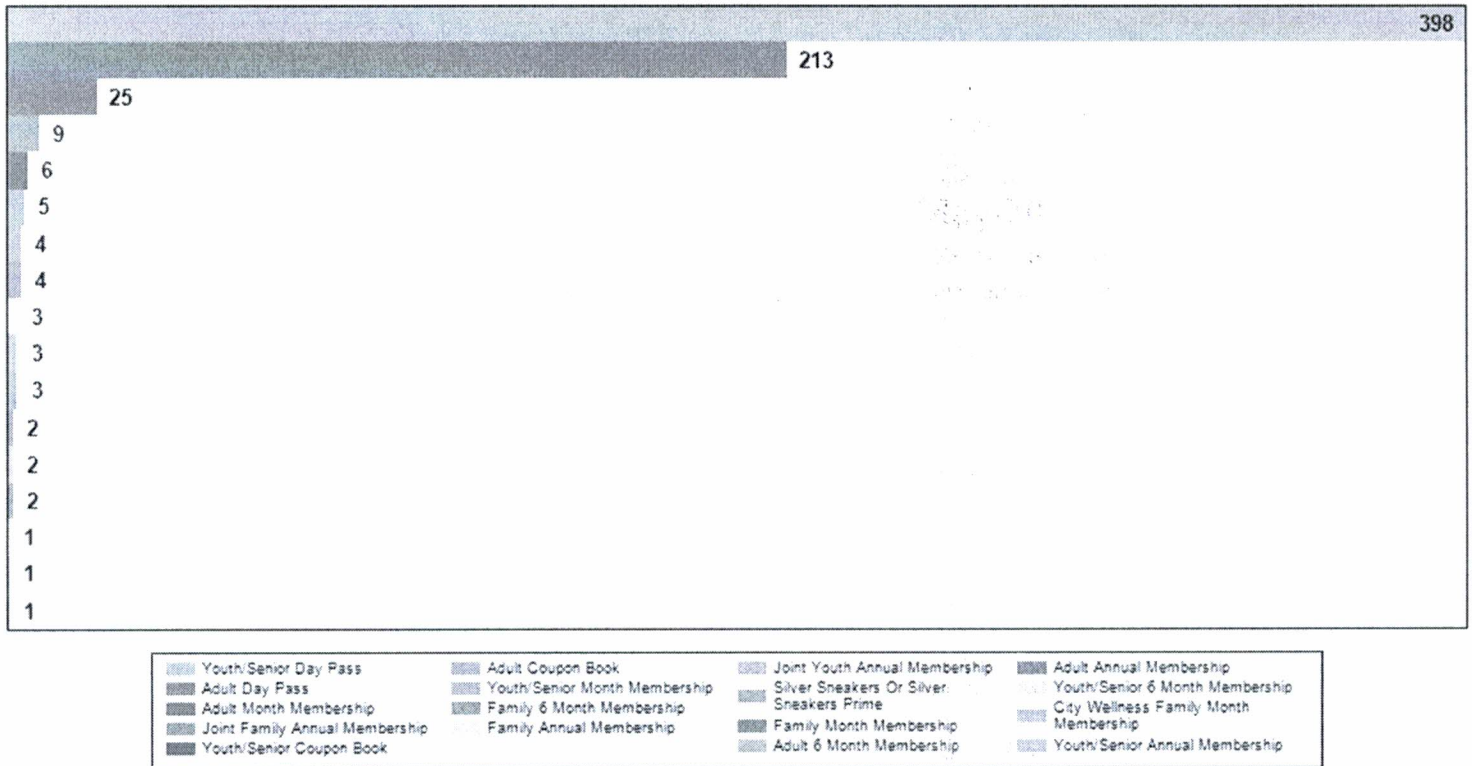 398
213
25
9
6
5
4
4
3
3
3
2
2
2
1
1
1
Youth/Senior Day Pass
Adult Day Pass
Adult Month Membership
Joint Family Annual Membership
Youth/Senior Coupon Book
Adult Coupon Book
Youth/Senior Month Membership
Family 6 Month Membership
Family Annual Membership
Joint Youth Annual Membership
Silver Sneakers Or Silver
Sneakers Prime
Family Month Membership
Adult 6 Month Membership
Adult Annual Membership
Youth/Senior 6 Month Membership
City Wellness Family Month
Membership
Youth/Senior Annual Membership